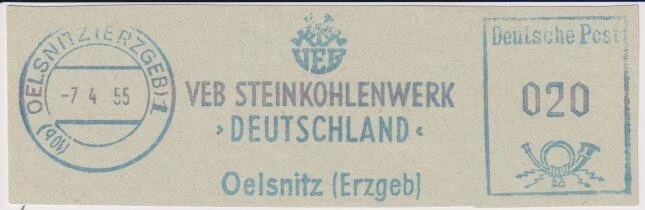 OELSNITZ (ERZGEB) 1
-7 4 55
(10b)
VEB
VEB STEINKOHLENWERK
›DEUTSCHLAND‹
Oelsnitz (Erzgeb)
Deutsche Post
020